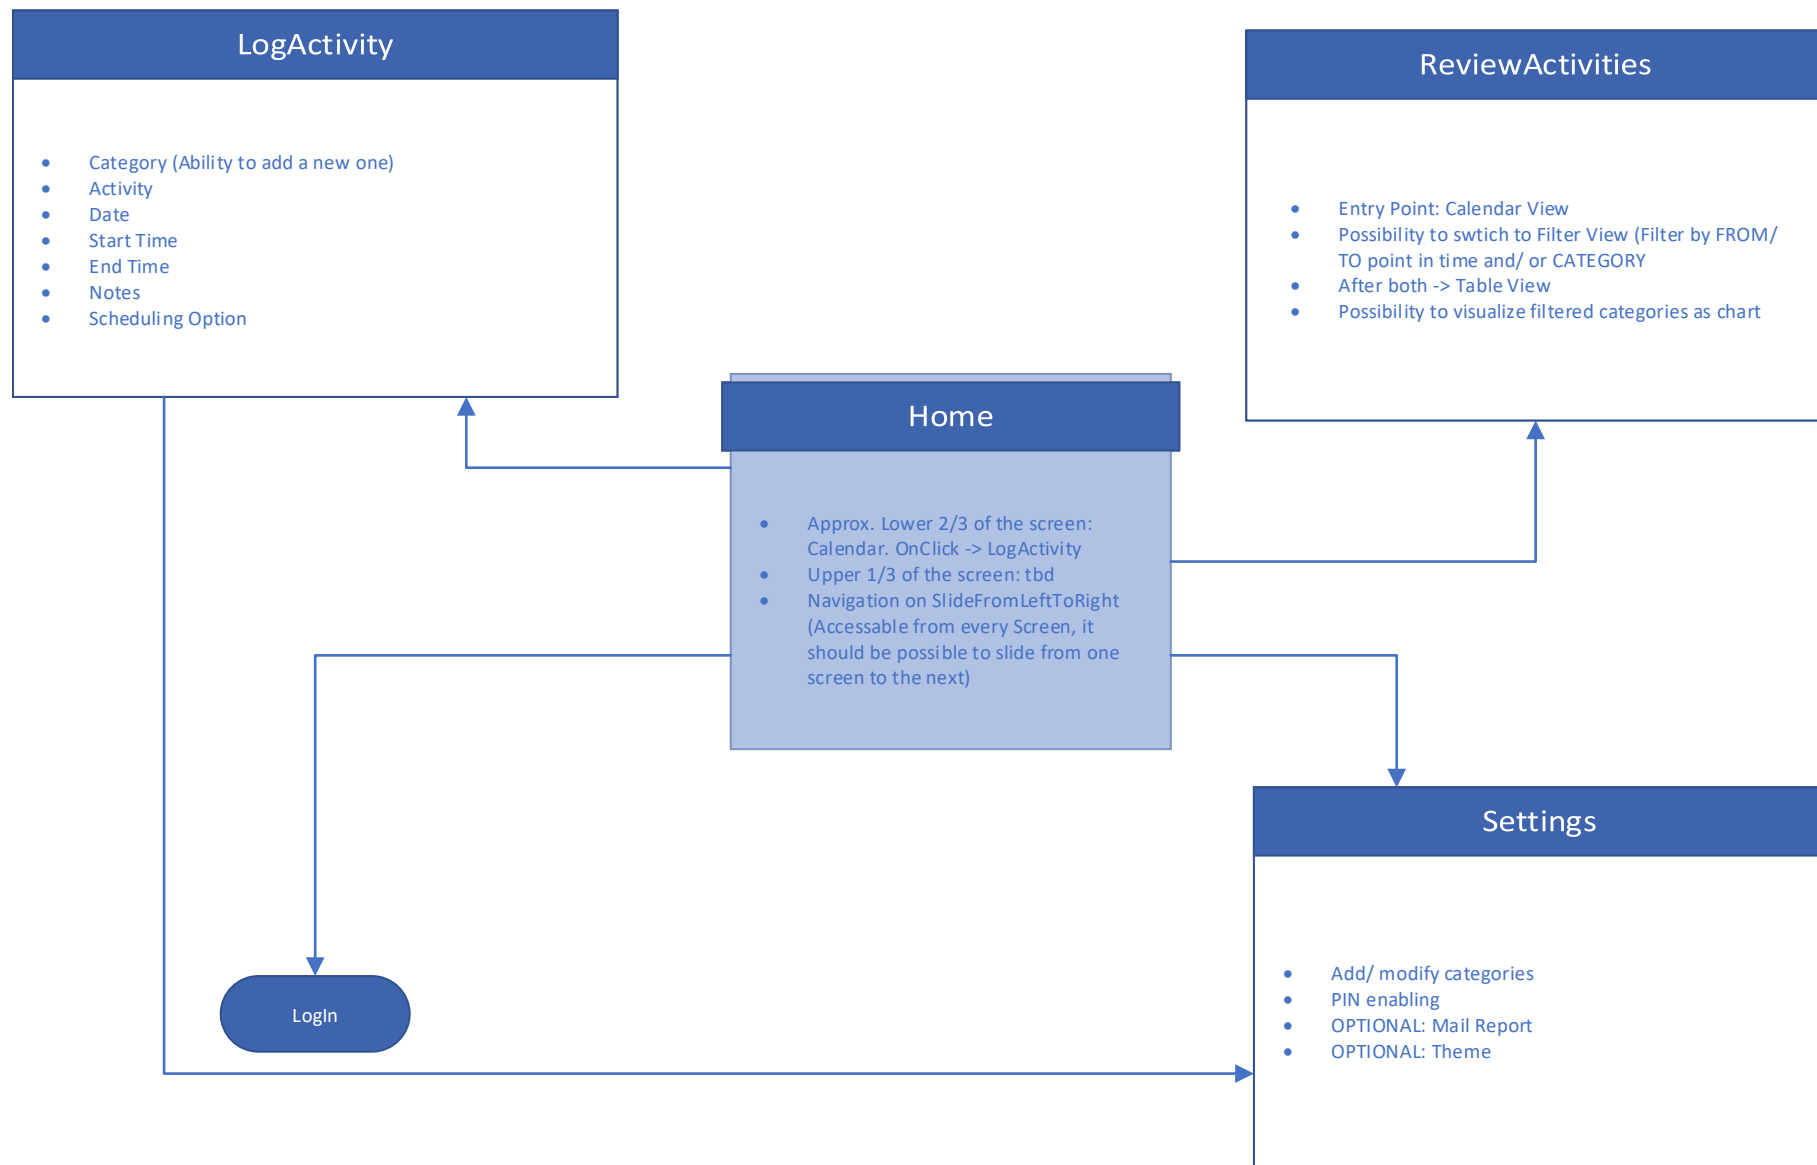 LogActivity
• Category (Ability to add a new one)
• Activity
• Date
• Start Time
• End Time
• Notes
• Scheduling Option
ReviewActivities
• Entry Point: Calendar View
• Possibility to swtich to Filter View (Filter by FROM/
TO point in time and/ or CATEGORY
• After both -> Table View
• Possibility to visualize filtered categories as chart
Home
• Approx. Lower 2/3 of the screen:
Calendar. OnClick -> LogActivity
• Upper 1/3 of the screen: tbd
• Navigation on SlideFromLeftToRight
(Accessable from every Screen, it
should be possible to slide from one
screen to the next)
LogIn
Settings
• Add/ modify categories
• PIN enabling
• OPTIONAL: Mail Report
• OPTIONAL: Theme